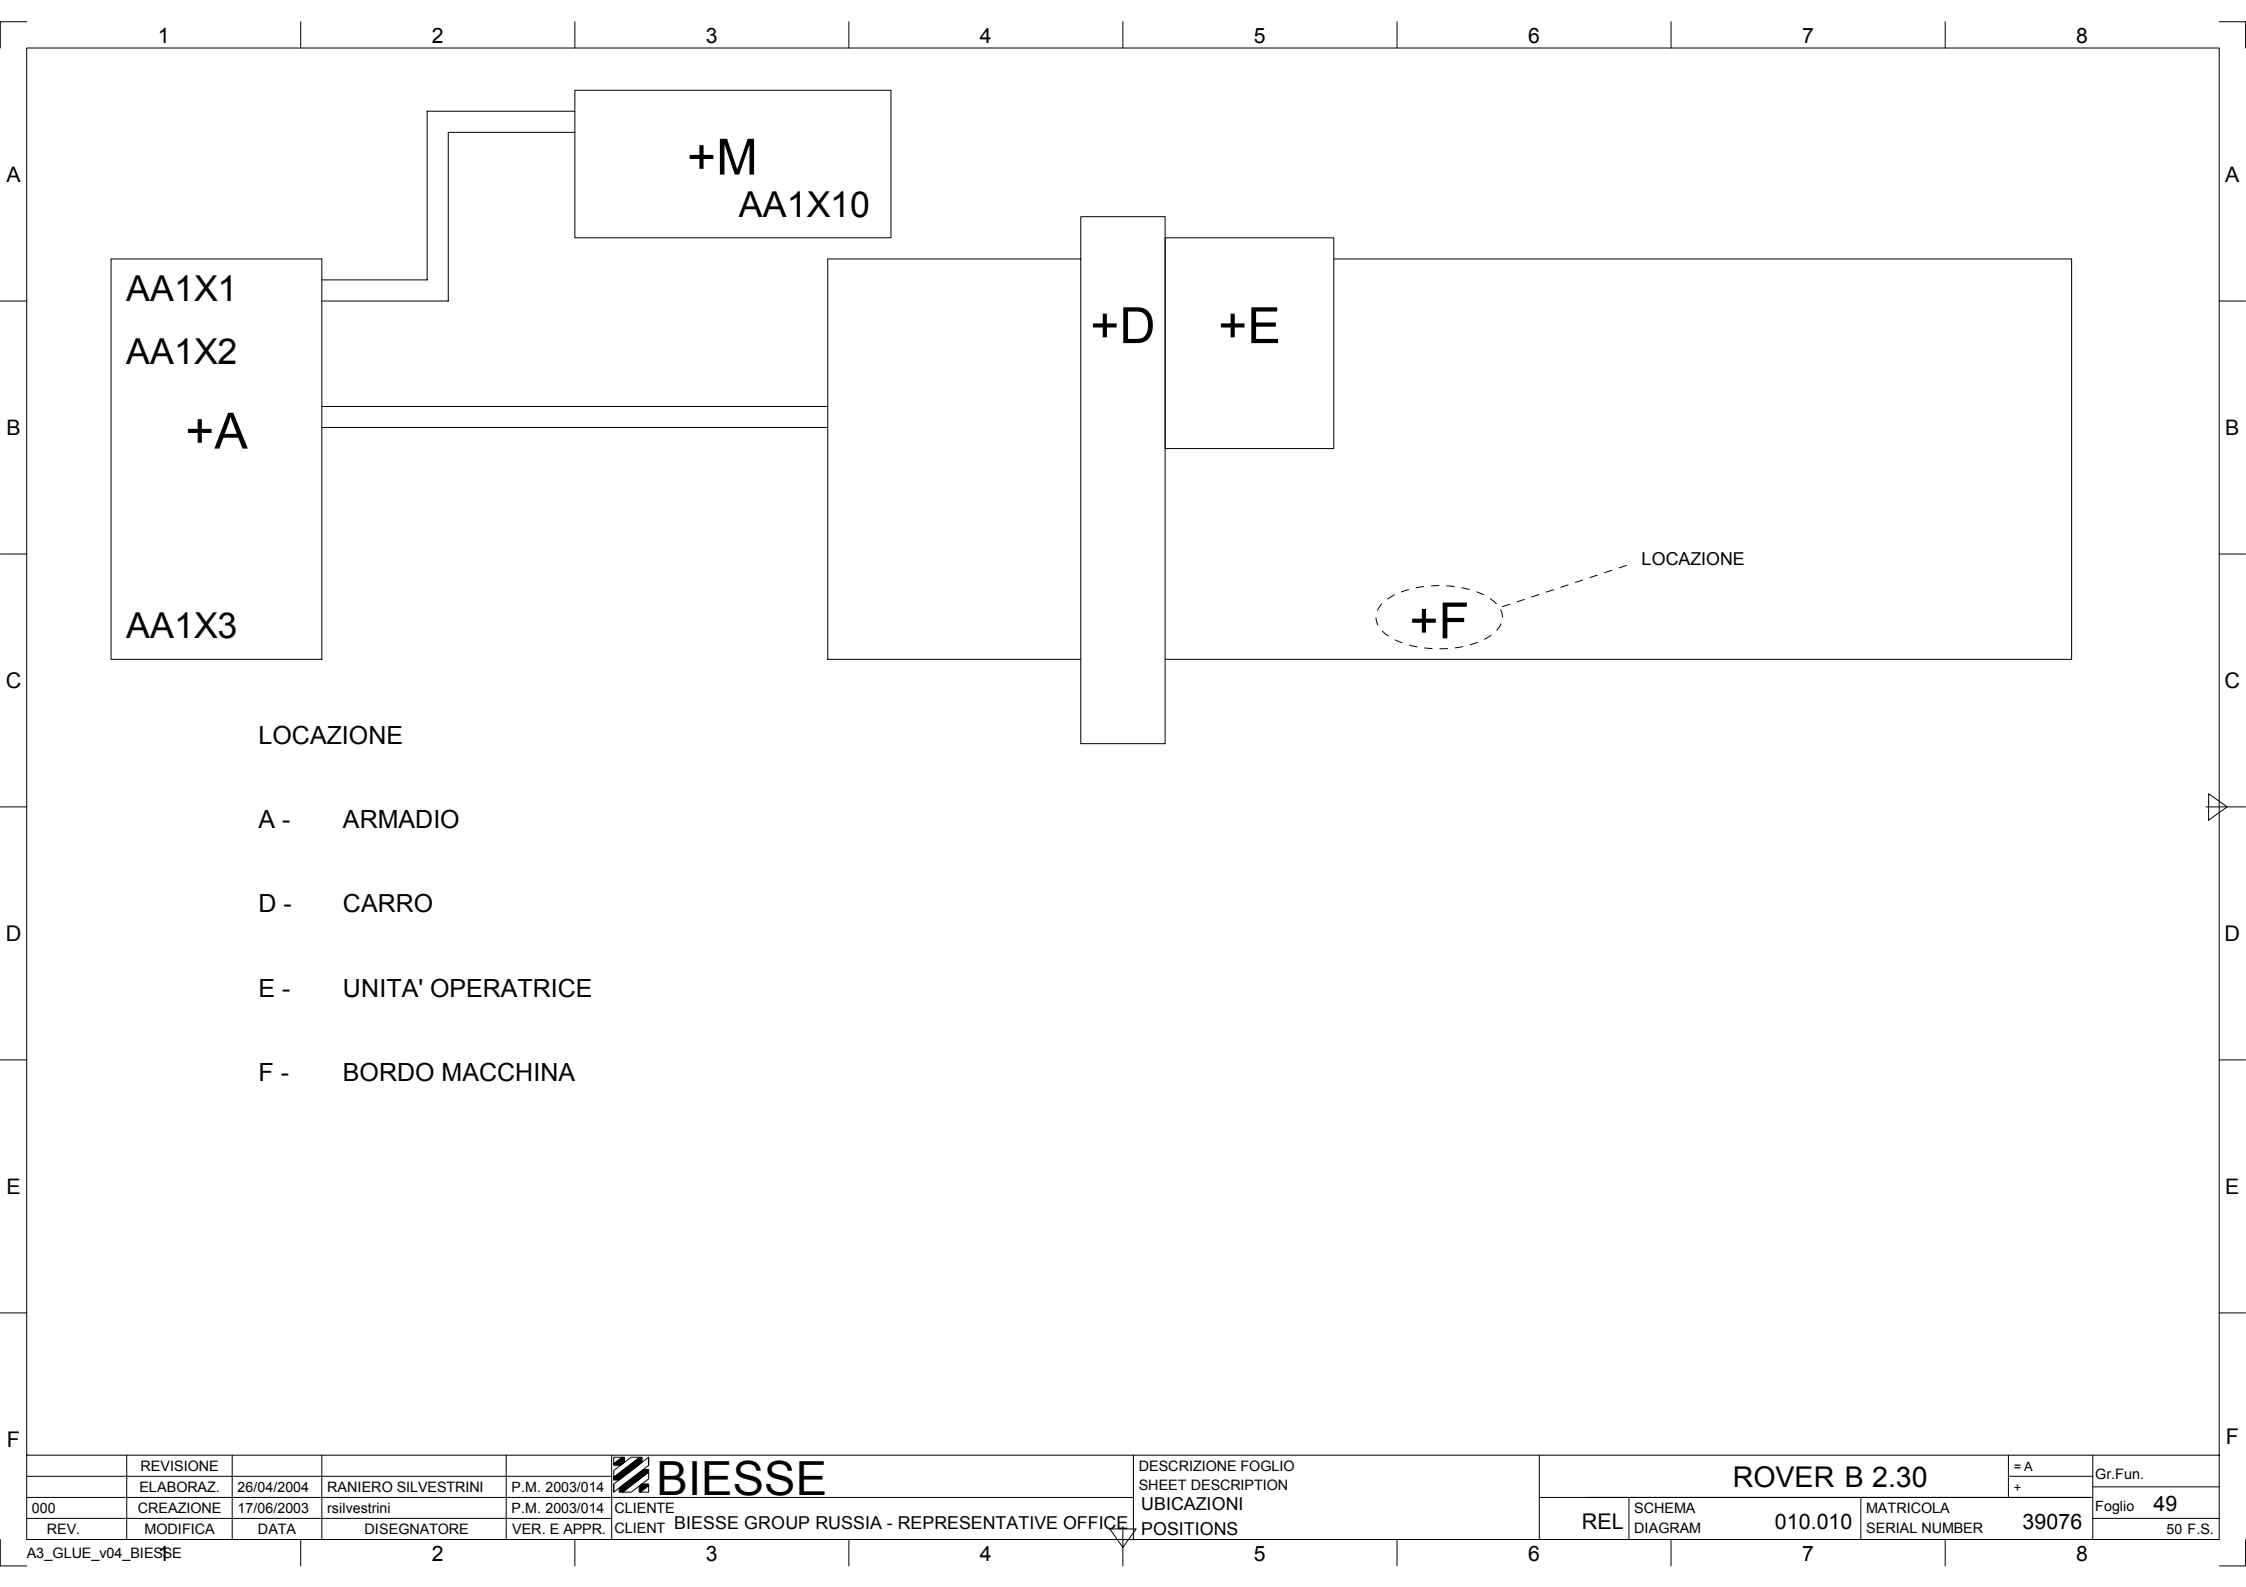 1 2 3 4 5 6 7 8
A A
+M
AA1X10
AA1X1
AA1X2
+D +E
B +A B
LOCAZIONE
+F
AA1X3
C C
LOCAZIONE
A - ARMADIO
D - CARRO
D D
E - UNITA' OPERATRICE
F - BORDO MACCHINA
E E
F F
REVISIONE
ELABORAZ. 26/04/2004 RANIERO SILVESTRINI P.M. 2003/014
000 CREAZIONE 17/06/2003 rsilvestrini P.M. 2003/014
REV. MODIFICA DATA DISEGNATORE VER. E APPR.
BIESSE
CLIENTE
CLIENT BIESSE GROUP RUSSIA - REPRESENTATIVE OFFICE
DESCRIZIONE FOGLIO
SHEET DESCRIPTION
UBICAZIONI
POSITIONS
ROVER B 2.30
REL SCHEMA
DIAGRAM 010.010
MATRICOLA
SERIAL NUMBER 39076
= A
+
Gr.Fun.
Foglio 49
50 F.S.
A3_GLUE_v04_BIESSE
1 2 3 4 5 6 7 8